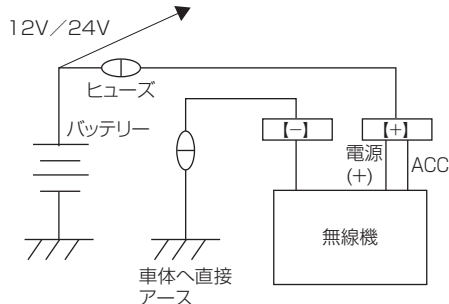 12V／24V
ヒューズ
バッテリー
【−】
【+】
電源
(+)
ACC
無線機
車体へ直接
アース